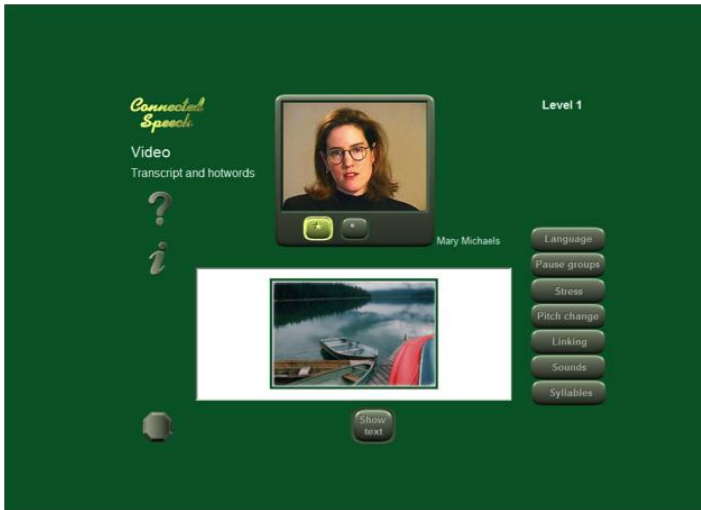 Connected
Speech
Level 1
Video
Transcript and hotwords
?
i
Mary Michaels
Language
Pause groups
Stress
Pitch change
Linking
Sounds
Syllables
Show
text